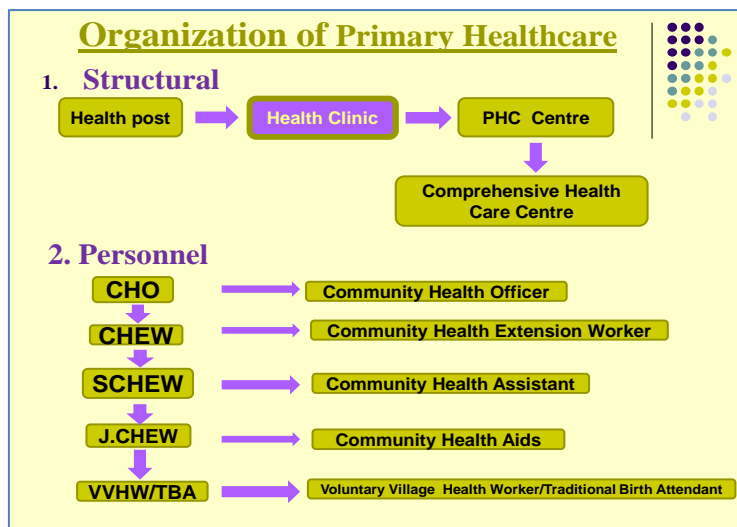 Organization of Primary Healthcare
1. Structural
Health post
Health Clinic
PHC Centre
Comprehensive Health
Care Centre
2. Personnel
CHO
Community Health Officer
CHEW
Community Health Extension Worker
SCHEW
Community Health Assistant
J.CHEW
Community Health Aids
VVHW/TBA
Voluntary Village Health Worker/Traditional Birth Attendant